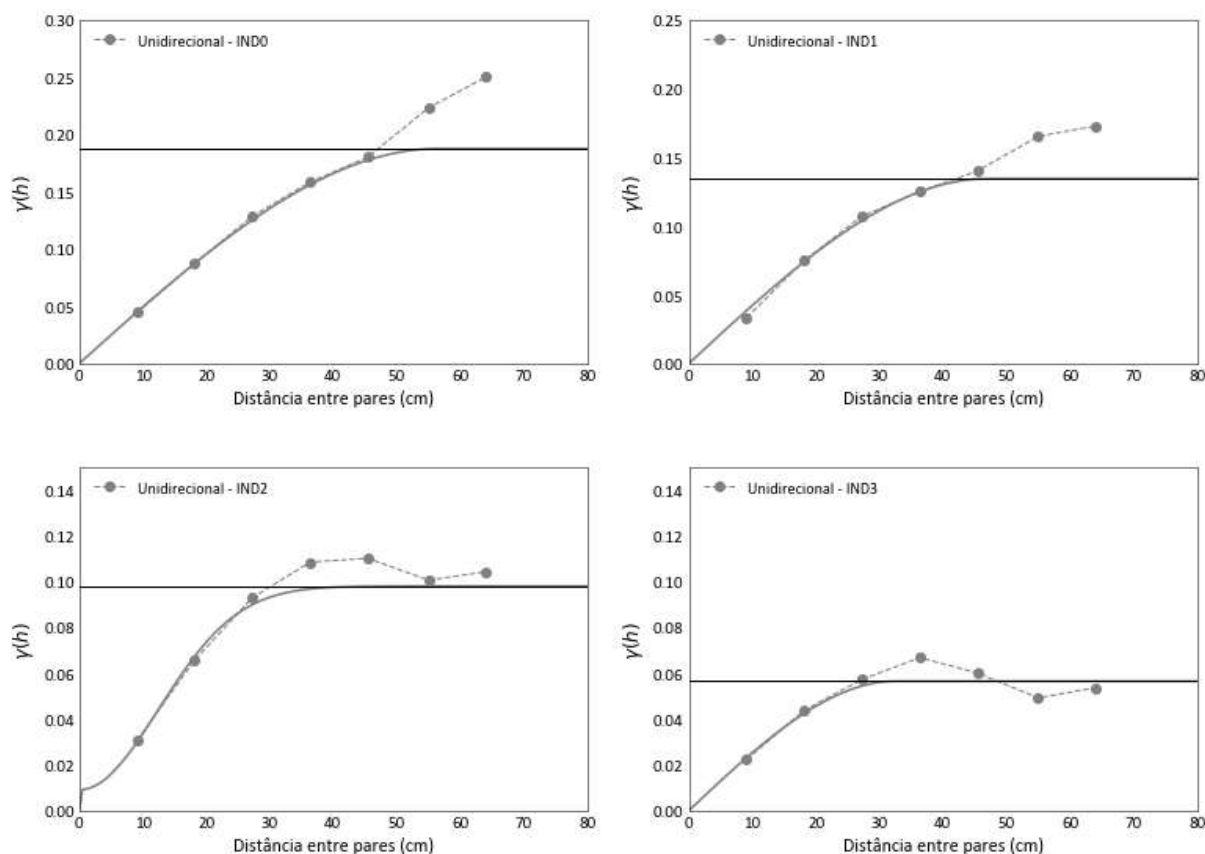 0.30
Unidirecional - IND0
0.25
0.20
0.15
0.10
0.05
0.00
γ(h)
0 10 20 30 40 50 60 70 80
Distância entre pares (cm)
0.25
Unidirecional - IND1
0.20
0.15
0.10
0.05
0.00
γ(h)
0 10 20 30 40 50 60 70 80
Distância entre pares (cm)
0.14
Unidirecional - IND2
0.12
0.10
0.08
0.06
0.04
0.02
0.00
γ(h)
0 10 20 30 40 50 60 70 80
Distância entre pares (cm)
0.14
Unidirecional - IND3
0.12
0.10
0.08
0.06
0.04
0.02
0.00
γ(h)
0 10 20 30 40 50 60 70 80
Distância entre pares (cm)